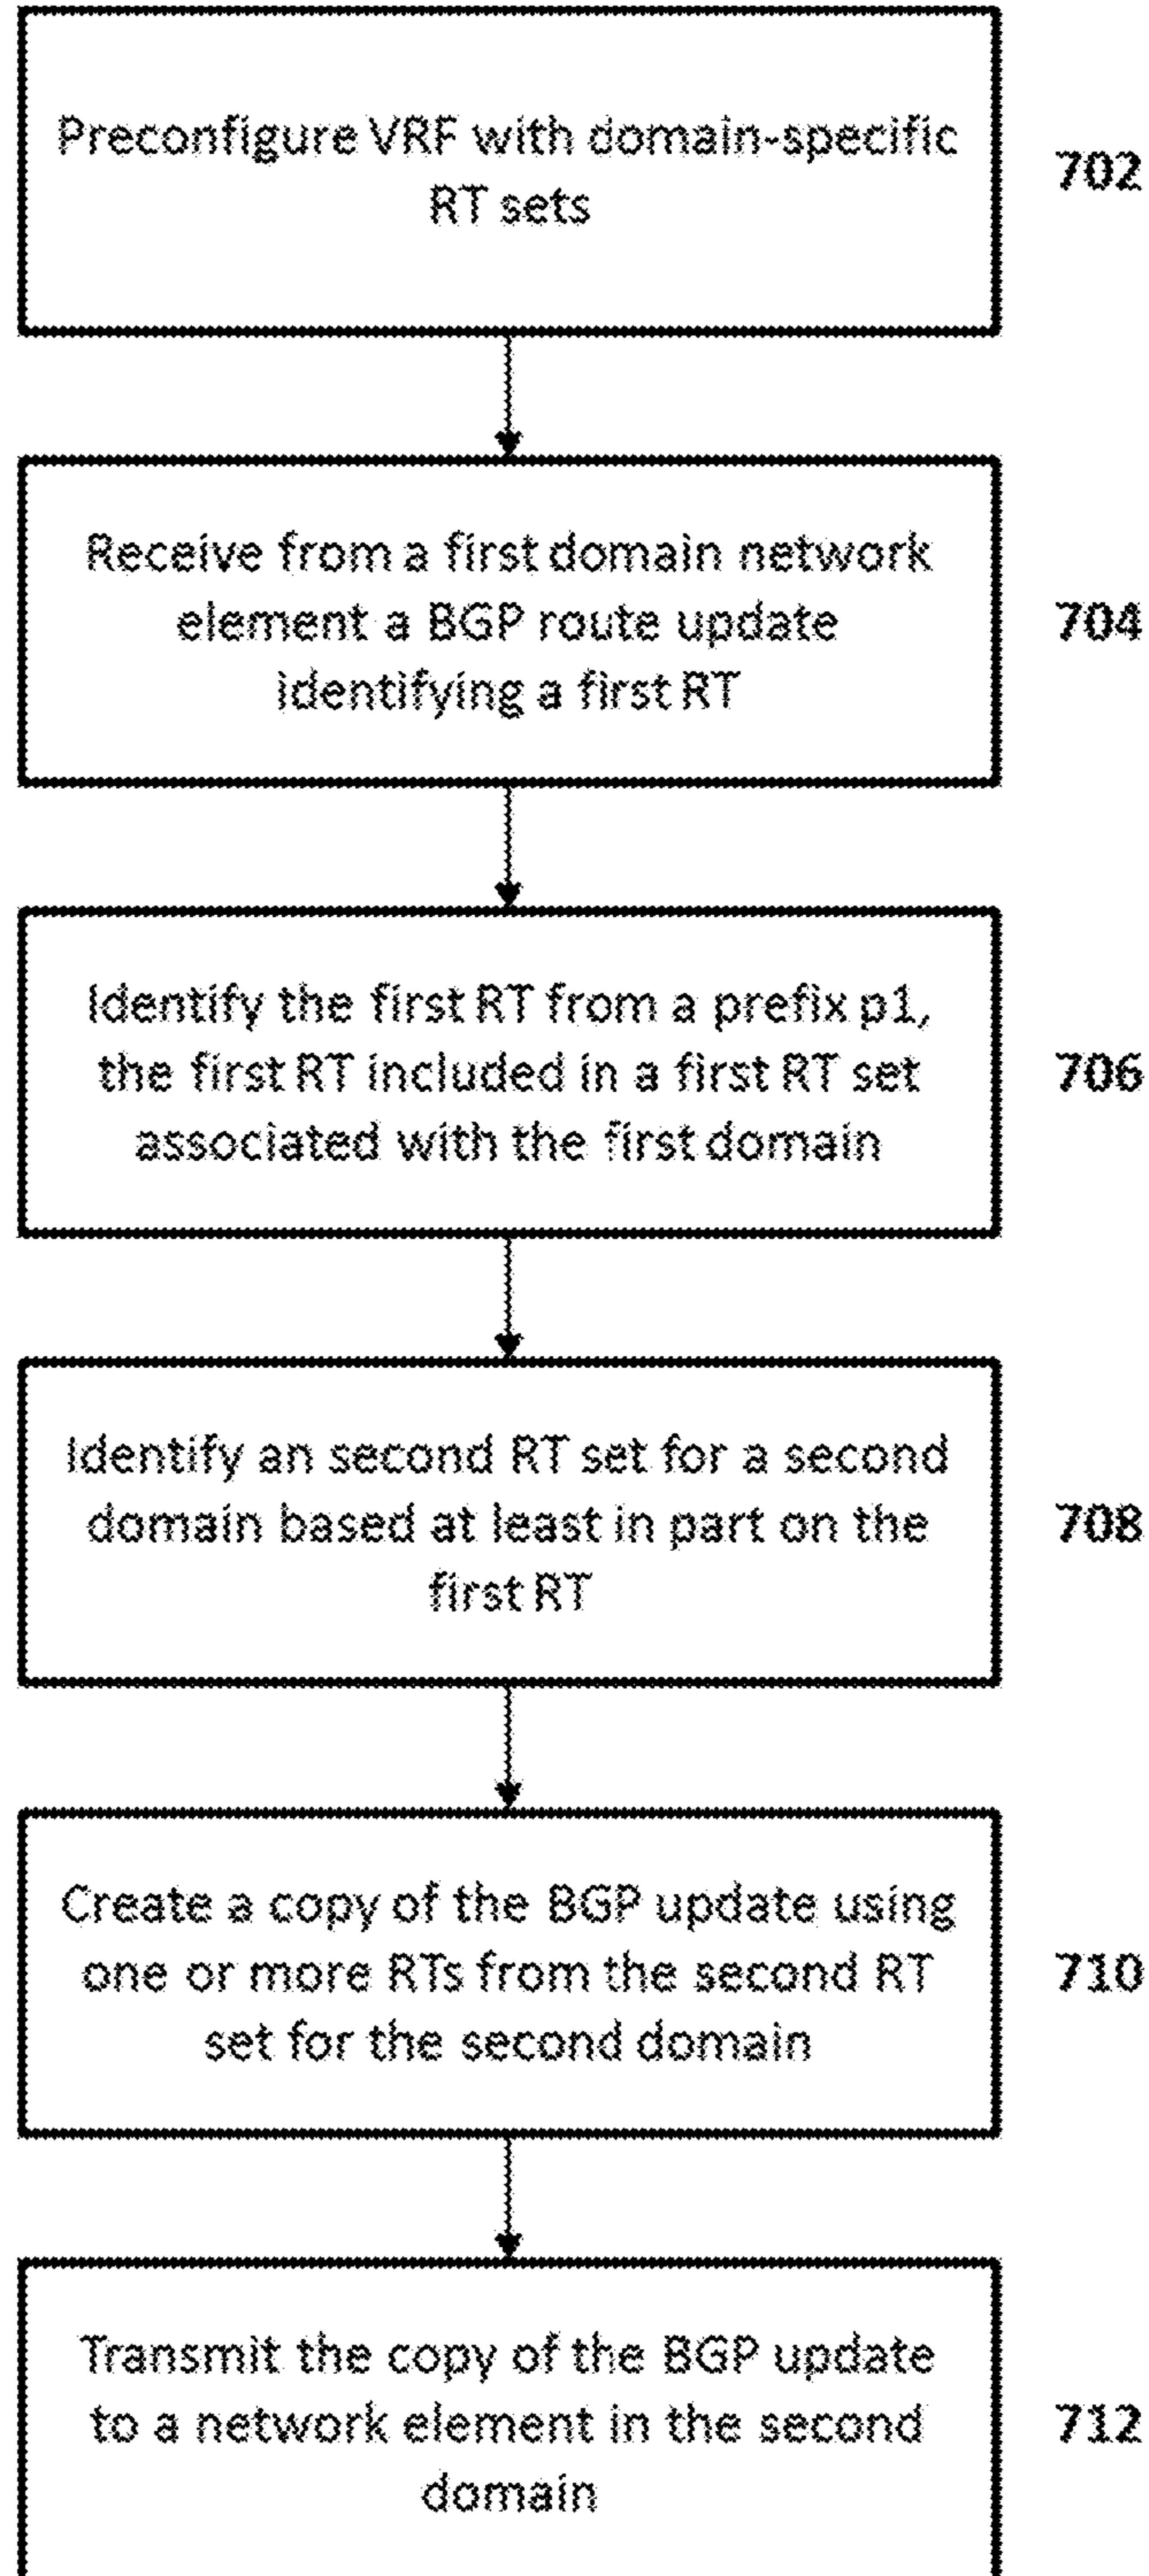 Preconfigure VRF with domain-specific
RT sets
702
Receive from a first domain network
element a BGP route update
identifying a first RT
704
Identify the first RT from a prefix p1,
the first RT included in a first RT set
associated with the first domain
706
Identify an second RT set for a second
domain based at least in part on the
first RT
708
Create a copy of the BGP update using
one or more RTs from the second RT
set for the second domain
710
Transmit the copy of the BGP update
to a network element in the second
domain
712